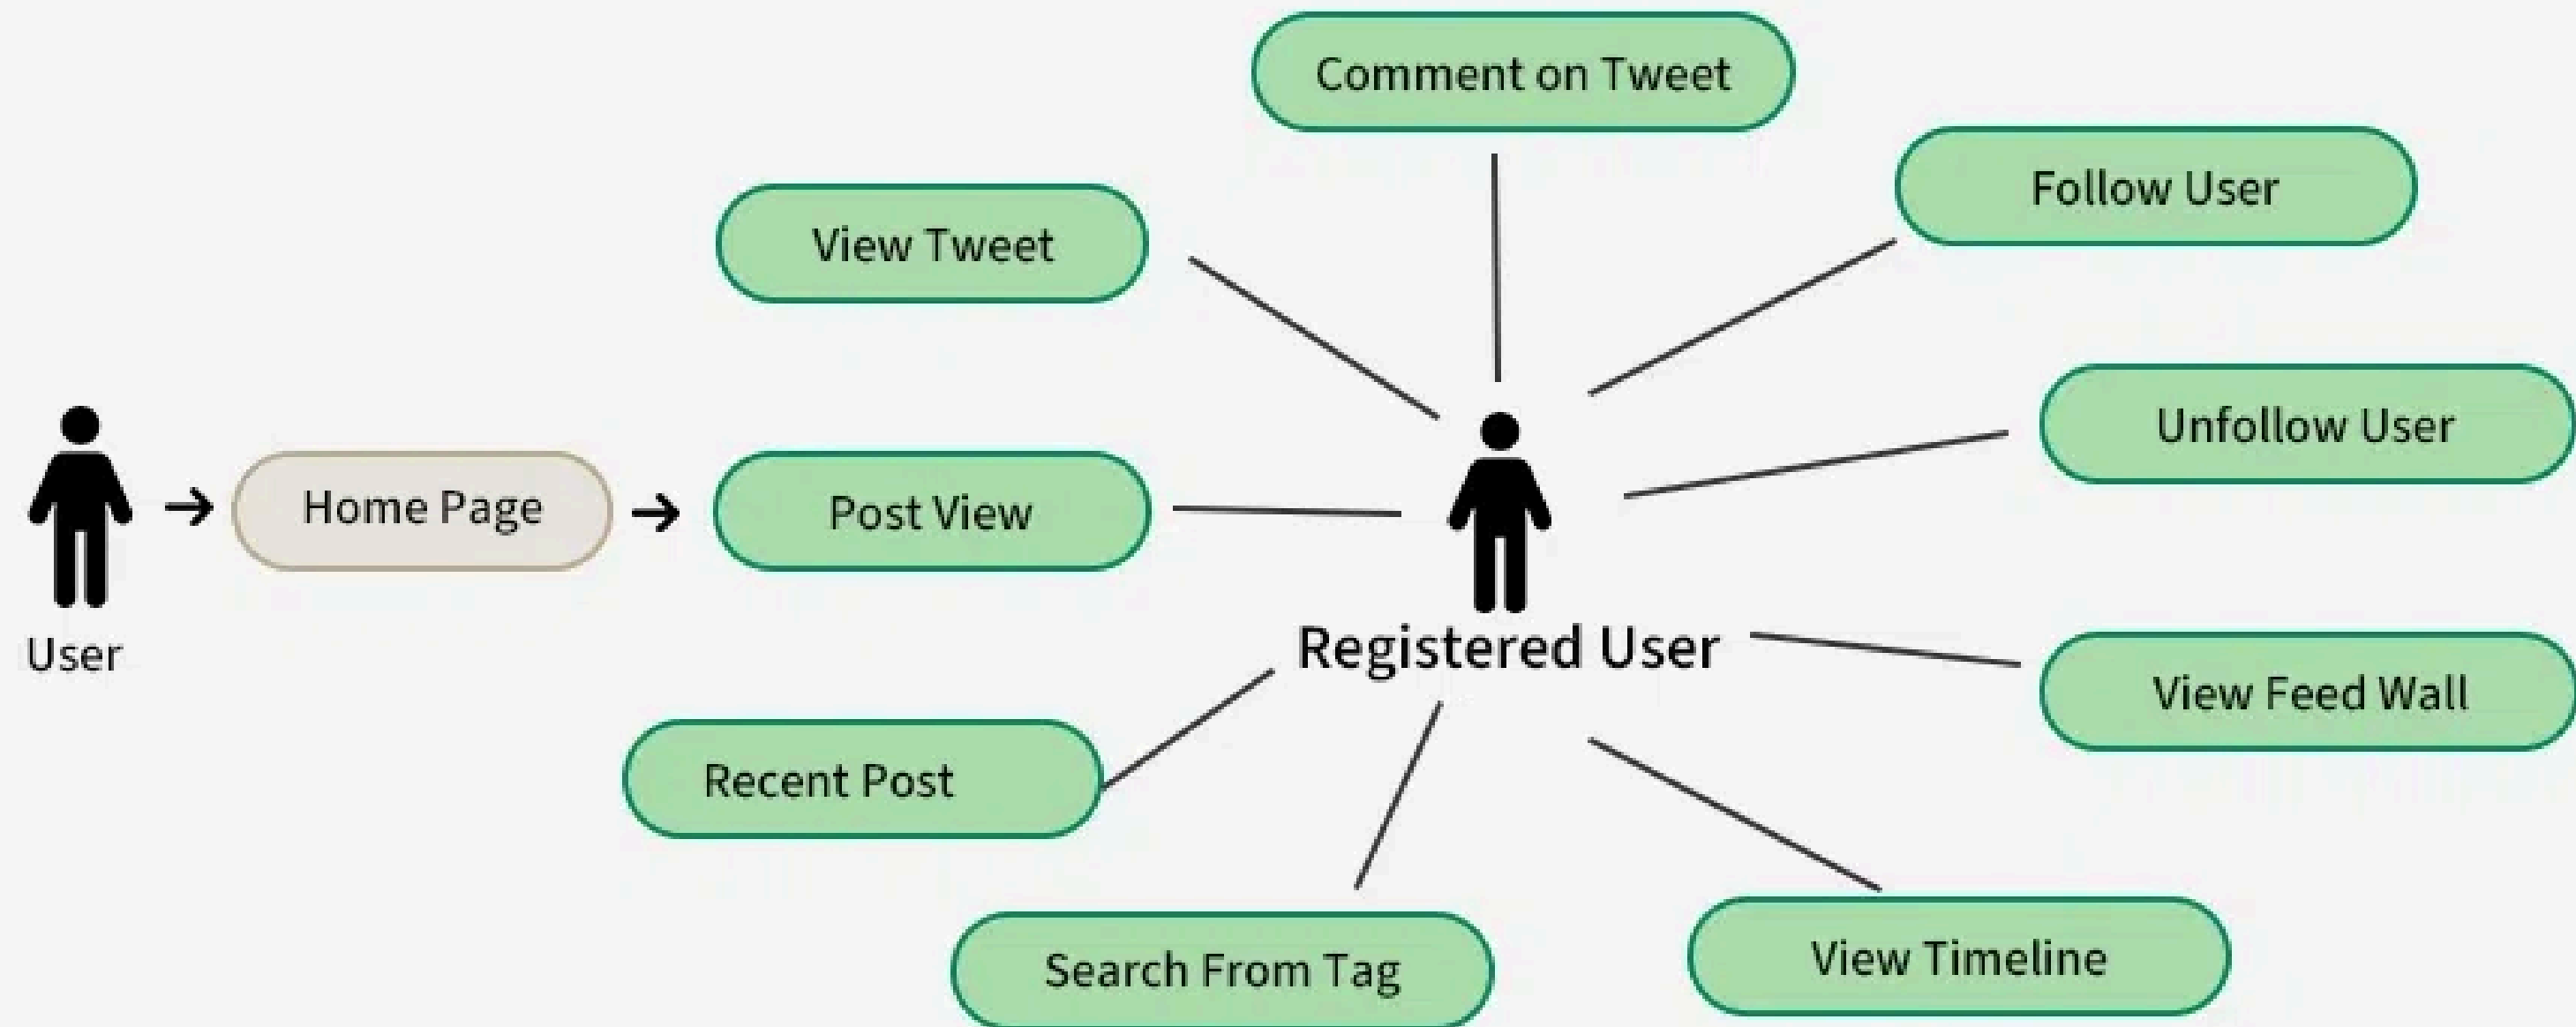 Comment on Tweet
Follow User
View Tweet
Unfollow User
Home Page
Post View
User
Registered User
View Feed Wall
Recent Post
Search From Tag
View Timeline